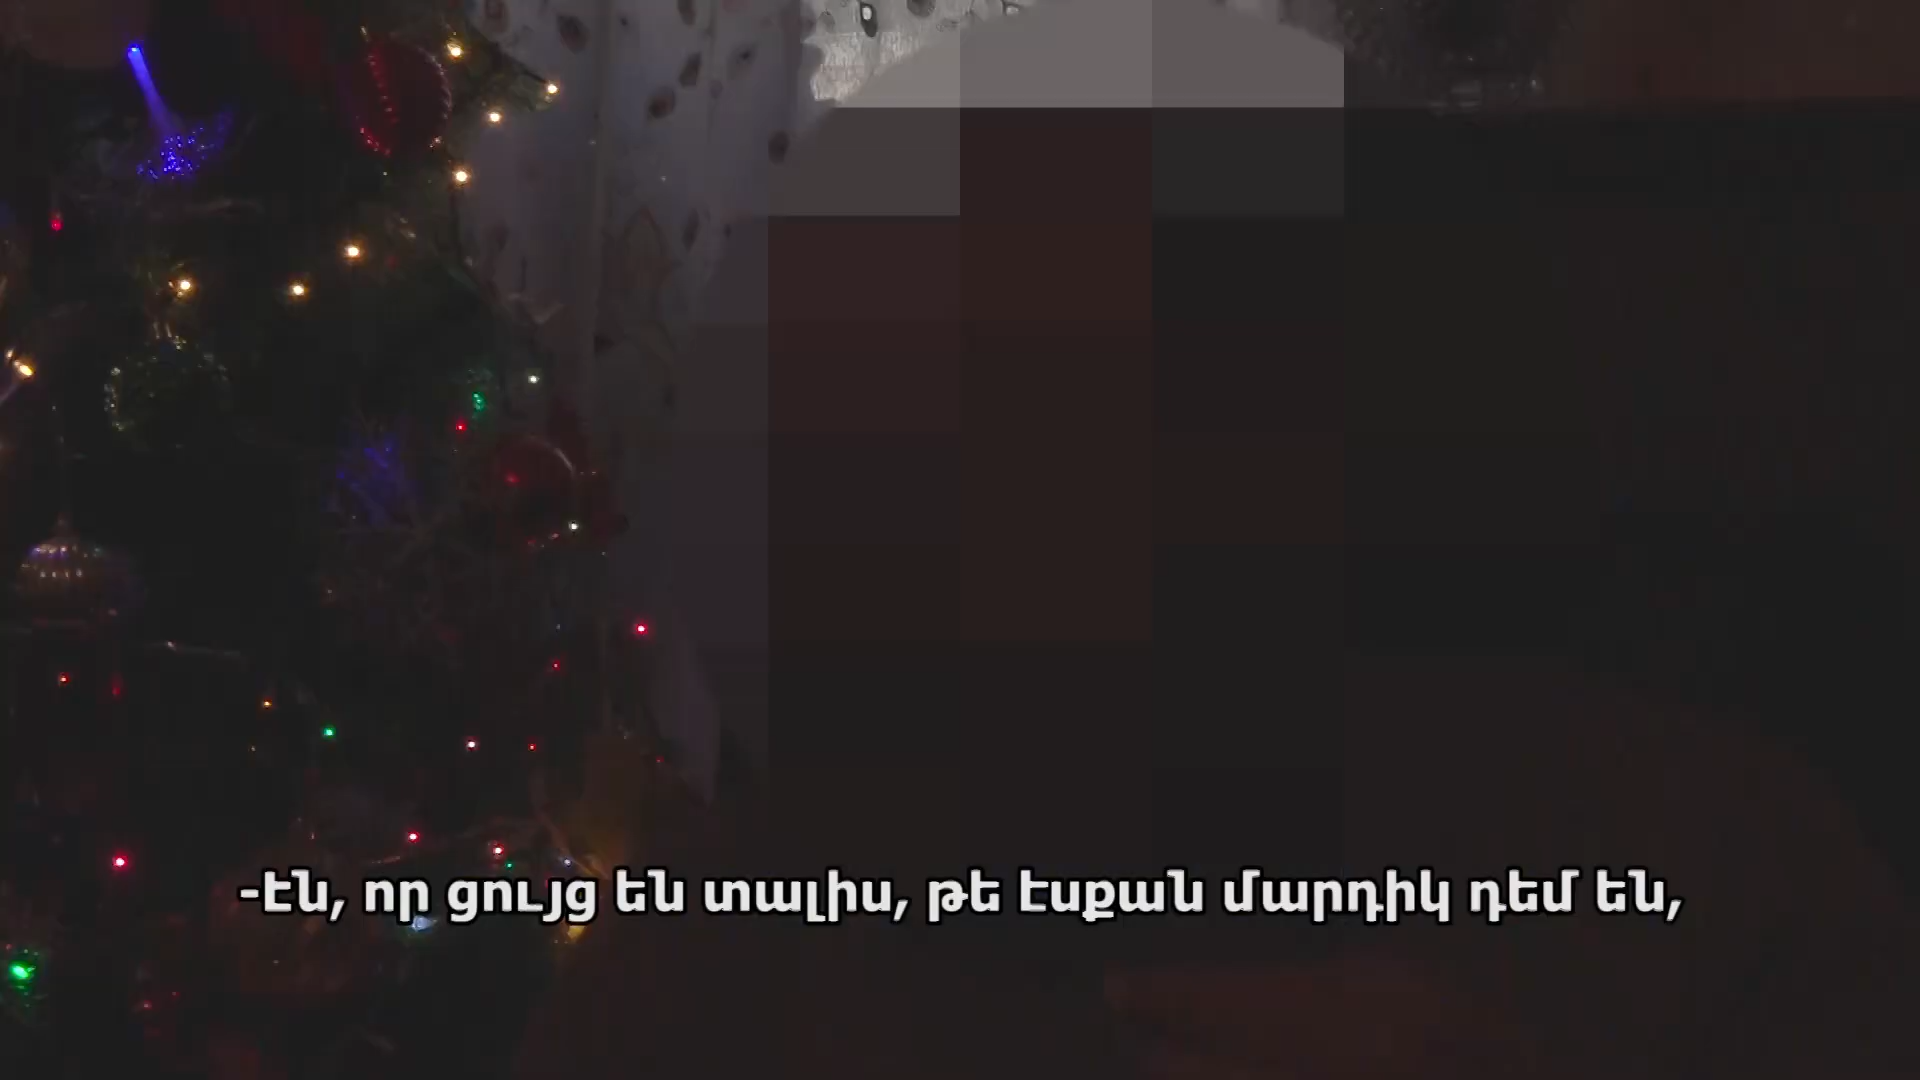 -էն, որ ցույց են տալիս, թե էսքան մարդիկ դեմ են,